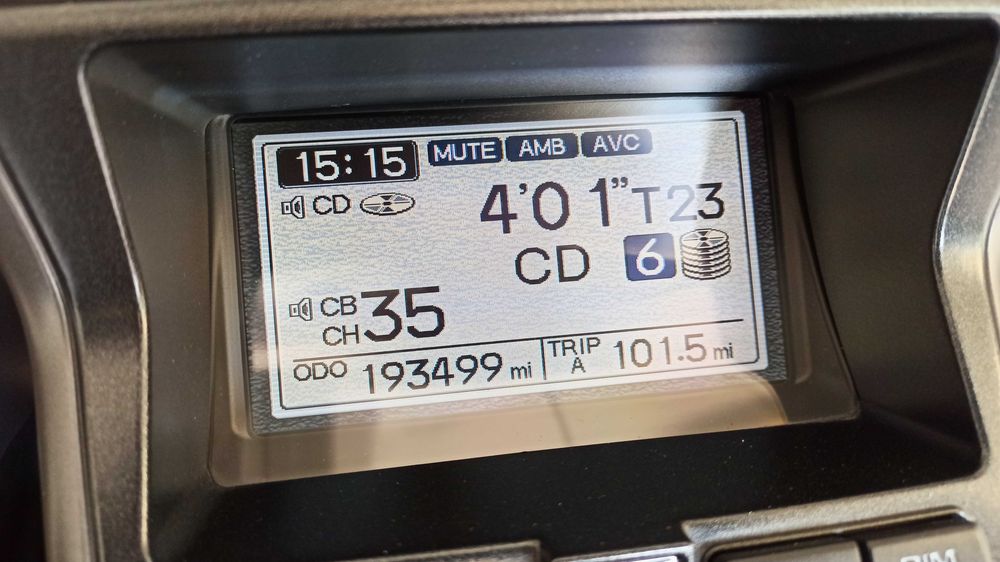 15:15 MUTE AMB AVC
CD 4'01" T23
CD 6
CB
CH 35
ODO 193499 mi TRIP A 101.5 mi